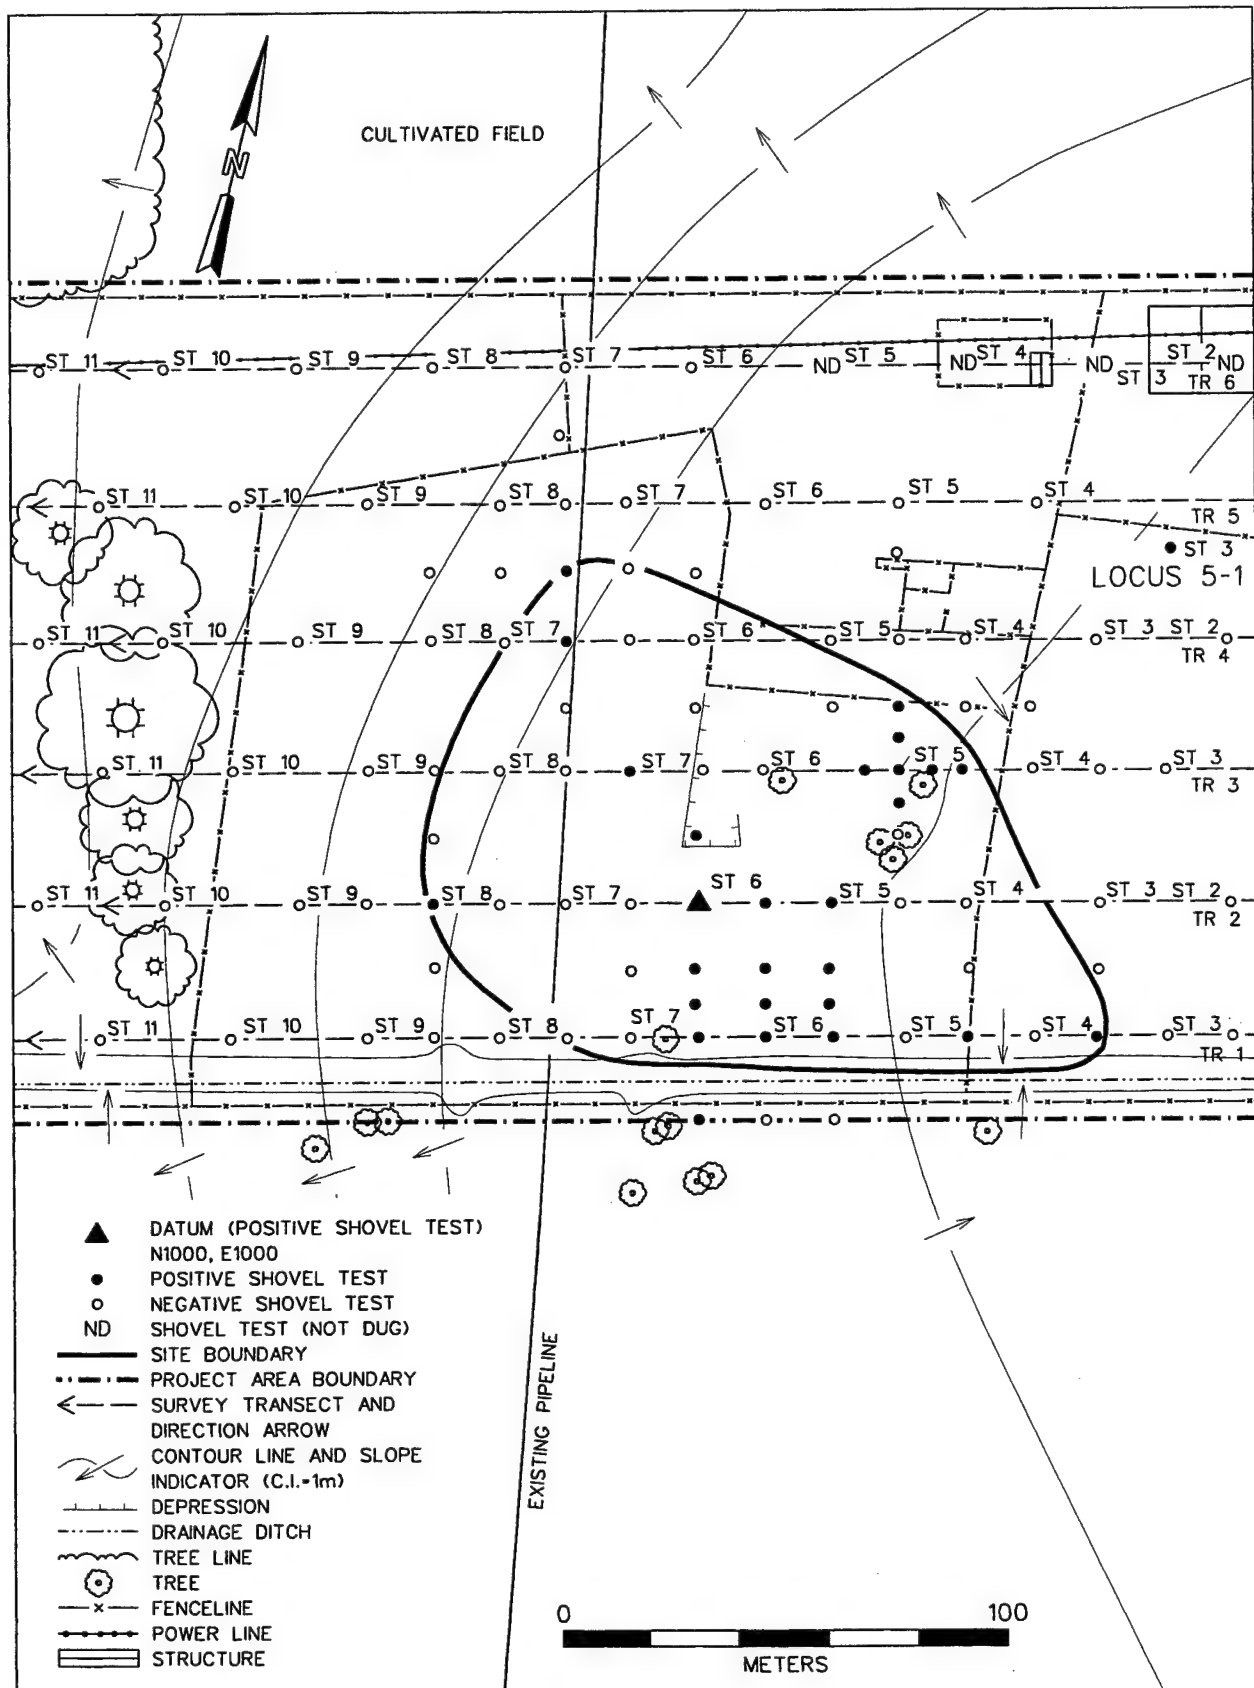 N
CULTIVATED FIELD
ST 11 ST 10 ST 9 ST 8 ST 7 ST 6 ND ST 5 ND ST 4 ND ST 3 ST 2 ND
TR 6
ST 11 ST 10 ST 9 ST 8 ST 7 ST 6 ST 5 ST 4
TR 5
ST 3
LOCUS 5-1
ST 11 ST 10 ST 9 ST 8 ST 7 ST 6 ST 5 ST 4 ST 3 ST 2
TR 4
ST 11 ST 10 ST 9 ST 8 ST 7 ST 6 ST 5 ST 4 ST 3
TR 3
ST 11 ST 10 ST 9 ST 8 ST 7 ST 6 ST 5 ST 4 ST 3 ST 2
TR 2
ST 11 ST 10 ST 9 ST 8 ST 7 ST 6 ST 5 ST 4 ST 3
TR 1
DATUM (POSITIVE SHOVEL TEST)
N1000, E1000
POSITIVE SHOVEL TEST
NEGATIVE SHOVEL TEST
ND SHOVEL TEST (NOT DUG)
SITE BOUNDARY
PROJECT AREA BOUNDARY
SURVEY TRANSECT AND
DIRECTION ARROW
CONTOUR LINE AND SLOPE
INDICATOR (C.I.=1m)
DEPRESSION
DRAINAGE DITCH
TREE LINE
TREE
FENCELINE
POWER LINE
STRUCTURE
EXISTING PIPELINE
0 100
METERS